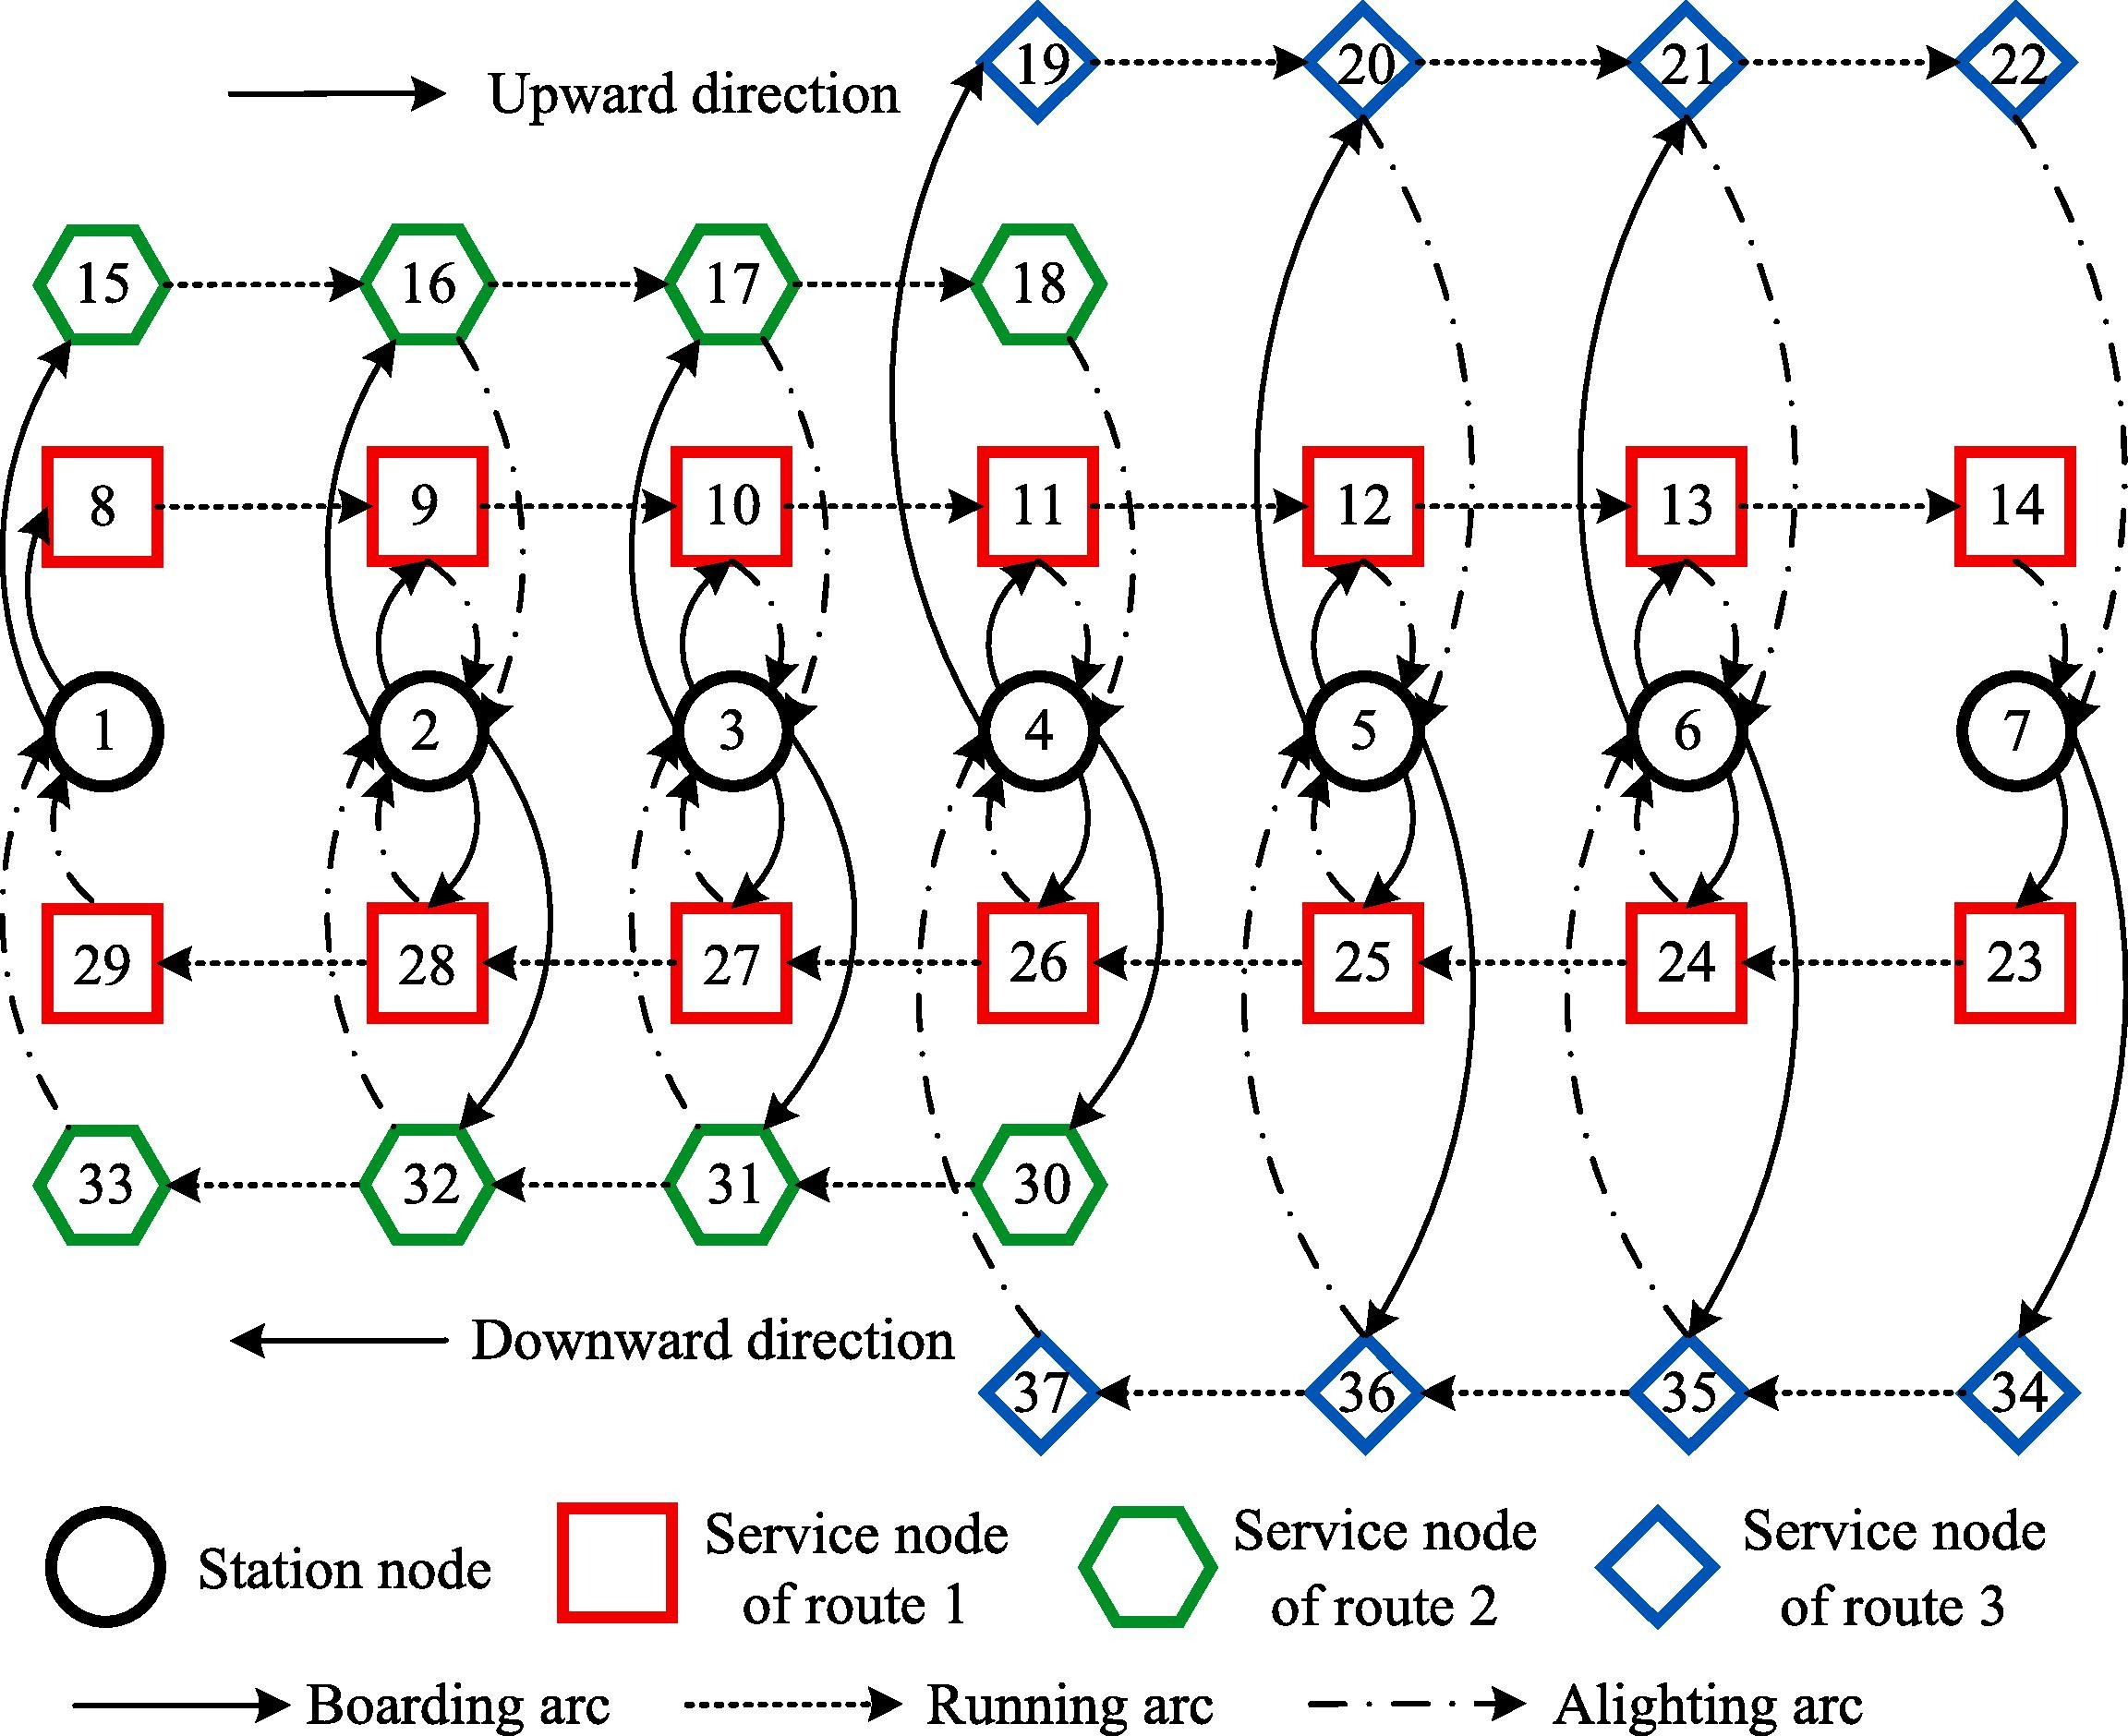 19 20 21 22
Upward direction
15 16 17 18
8 9 10 11 12 13 14
1 2 3 4 5 6 7
29 28 27 26 25 24 23
33 32 31 30
Downward direction
37 36 35 34
Station node
Service node
of route 1
Service node
of route 2
Service node
of route 3
Boarding arc
Running arc
Alighting arc